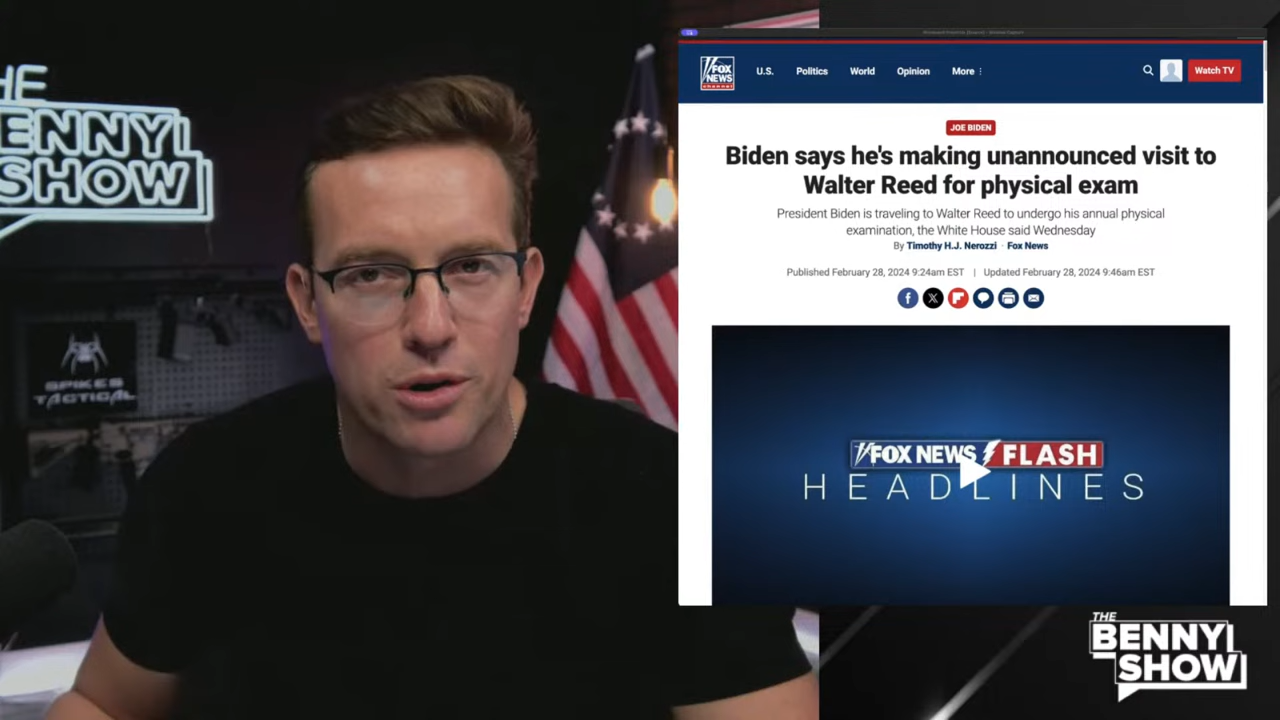 THE
BENNY
SHOW
SPIKES
TACTICAL
FOX
NEWS
channel
U.S.
Politics
World
Opinion
More
Watch TV
JOE BIDEN
Biden says he's making unannounced visit to
Walter Reed for physical exam
President Biden is traveling to Walter Reed to undergo his annual physical
examination, the White House said Wednesday
By Timothy H.J. Nerozzi · Fox News
Published February 28, 2024 9:24am EST | Updated February 28, 2024 9:46am EST
FOX NEWS FLASH
HEADLINES
THE
BENNY
SHOW